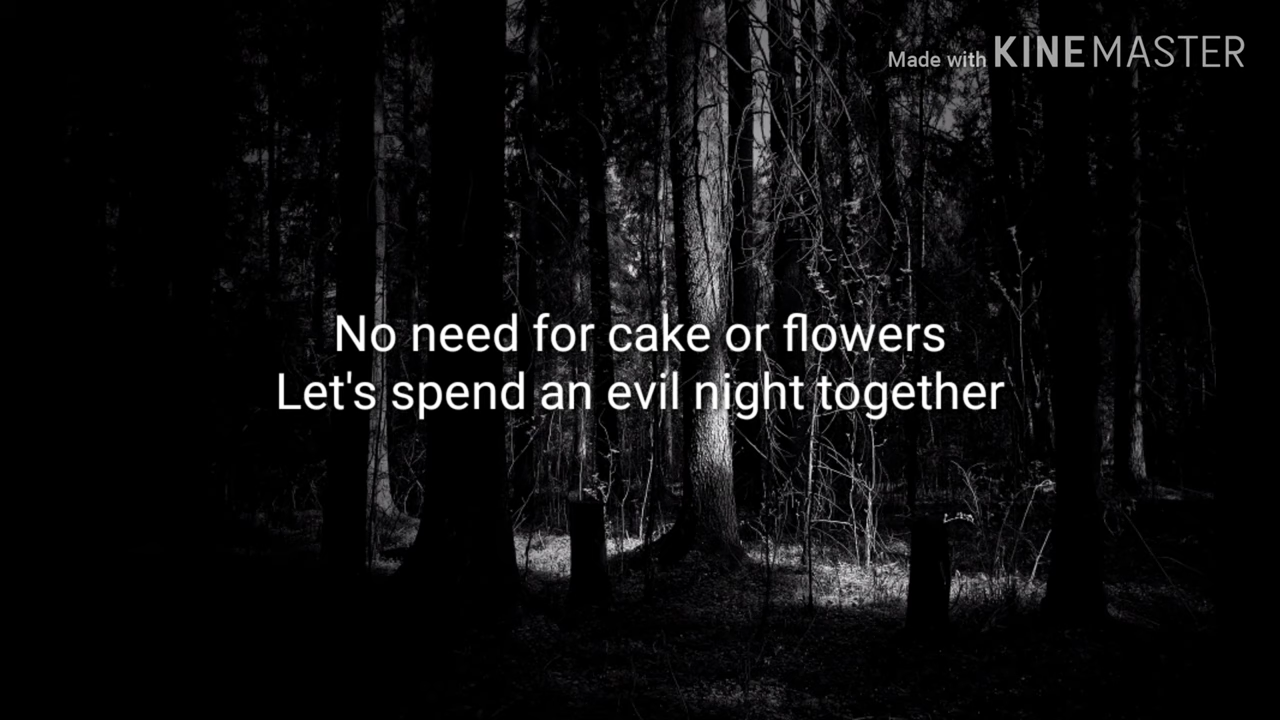 Made with KINEMASTER
No need for cake or flowers
Let's spend an evil night together